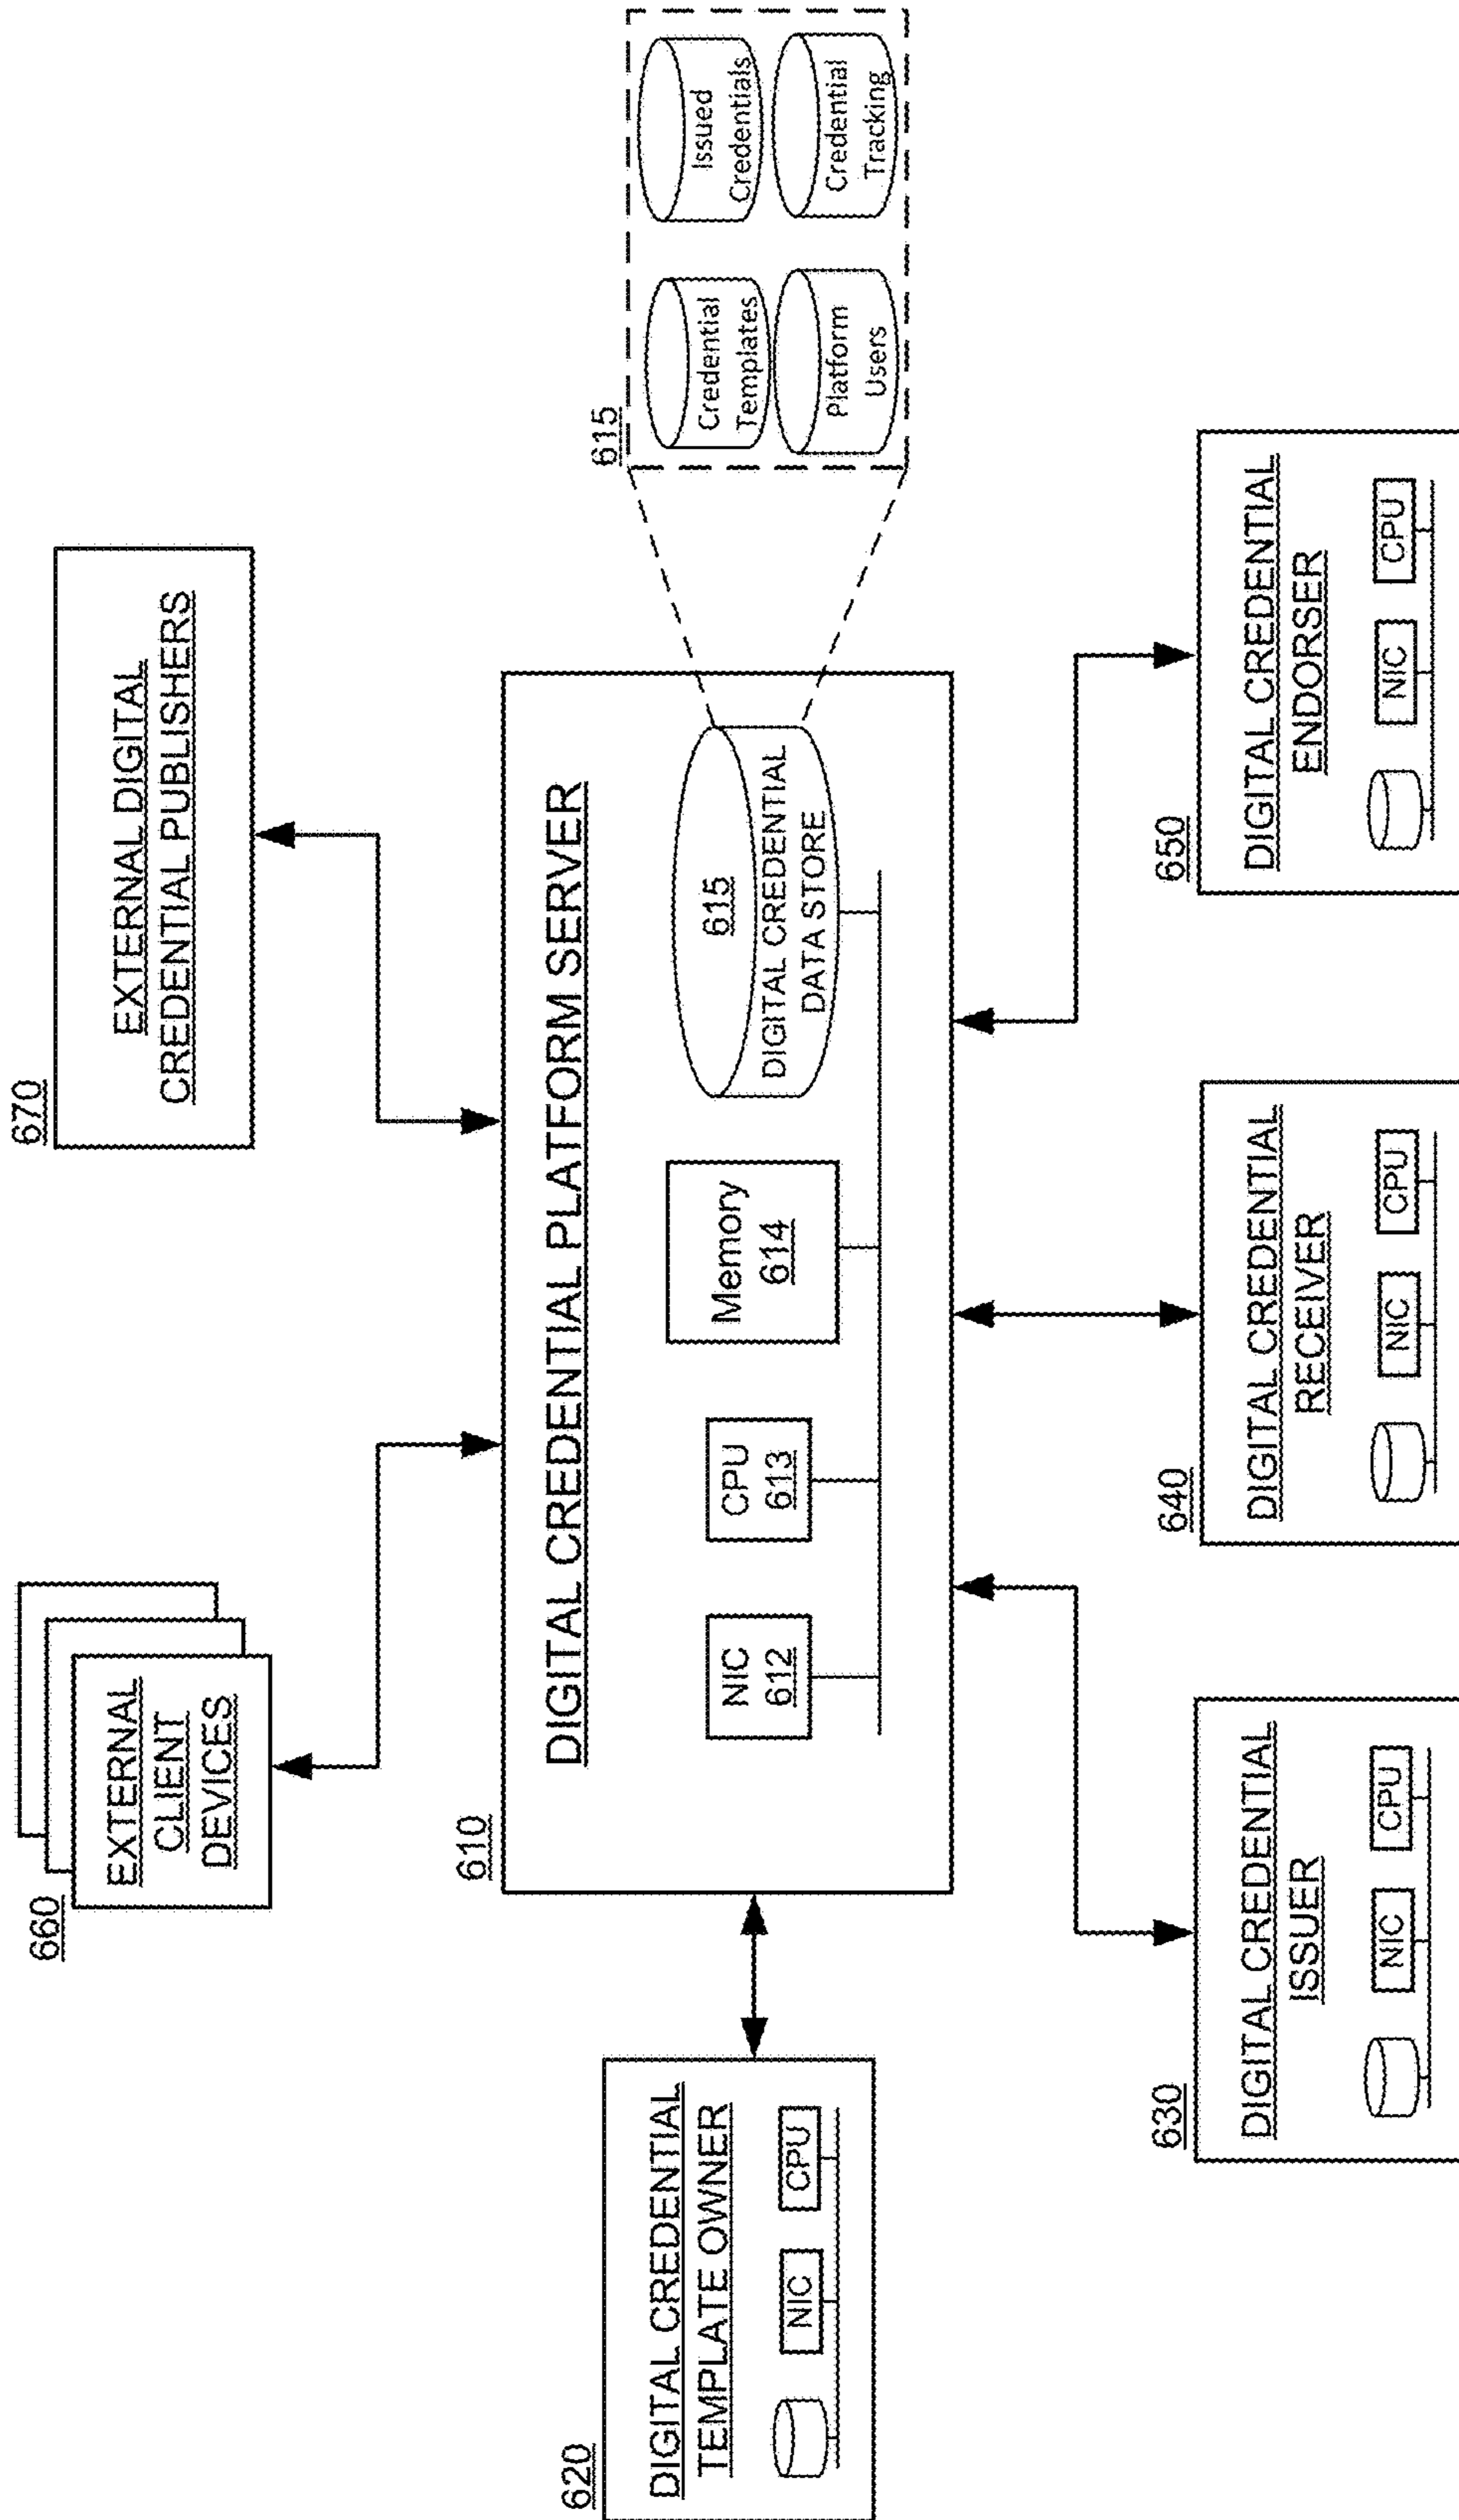 660
EXTERNAL
CLIENT
DEVICES
670
EXTERNAL DIGITAL
CREDENTIAL PUBLISHERS
610
DIGITAL CREDENTIAL PLATFORM SERVER
NIC
612
CPU
613
Memory
614
615
DIGITAL CREDENTIAL
DATA STORE
615
Credential
Templates
Issued
Credentials
Platform
Users
Credential
Tracking
620
DIGITAL CREDENTIAL
TEMPLATE OWNER
NIC
CPU
630
DIGITAL CREDENTIAL
ISSUER
NIC
CPU
640
DIGITAL CREDENTIAL
RECEIVER
NIC
CPU
650
DIGITAL CREDENTIAL
ENDORSER
NIC
CPU